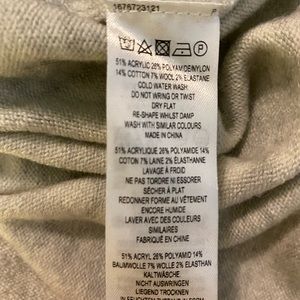 1676723121
P
51% ACRYLIC 26% POLYAMIDE/NYLON
14% COTTON 7% WOOL 2% ELASTANE
COLD WATER WASH
DO NOT WRING OR TWIST
DRY FLAT
RE-SHAPE WHILST DAMP
WASH WITH SIMILAR COLOURS
MADE IN CHINA
51% ACRYLIQUE 26% POLYAMIDE 14%
COTON 7% LAINE 2% ÉLASTHANNE
LAVAGE À FROID
NE PAS TORDRE NI ESSORER
SÉCHER À PLAT
REDONNER FORME AU VÊTEMENT
ENCORE HUMIDE
LAVER AVEC DES COULEURS
SIMILAIRES
FABRIQUÉ EN CHINE
51% ACRYL 26% POLYAMID 14%
BAUMWOLLE 7% WOLLE 2% ELASTHAN
KALTWÄSCHE
NICHT AUSWRINGEN
LIEGEND TROCKNEN